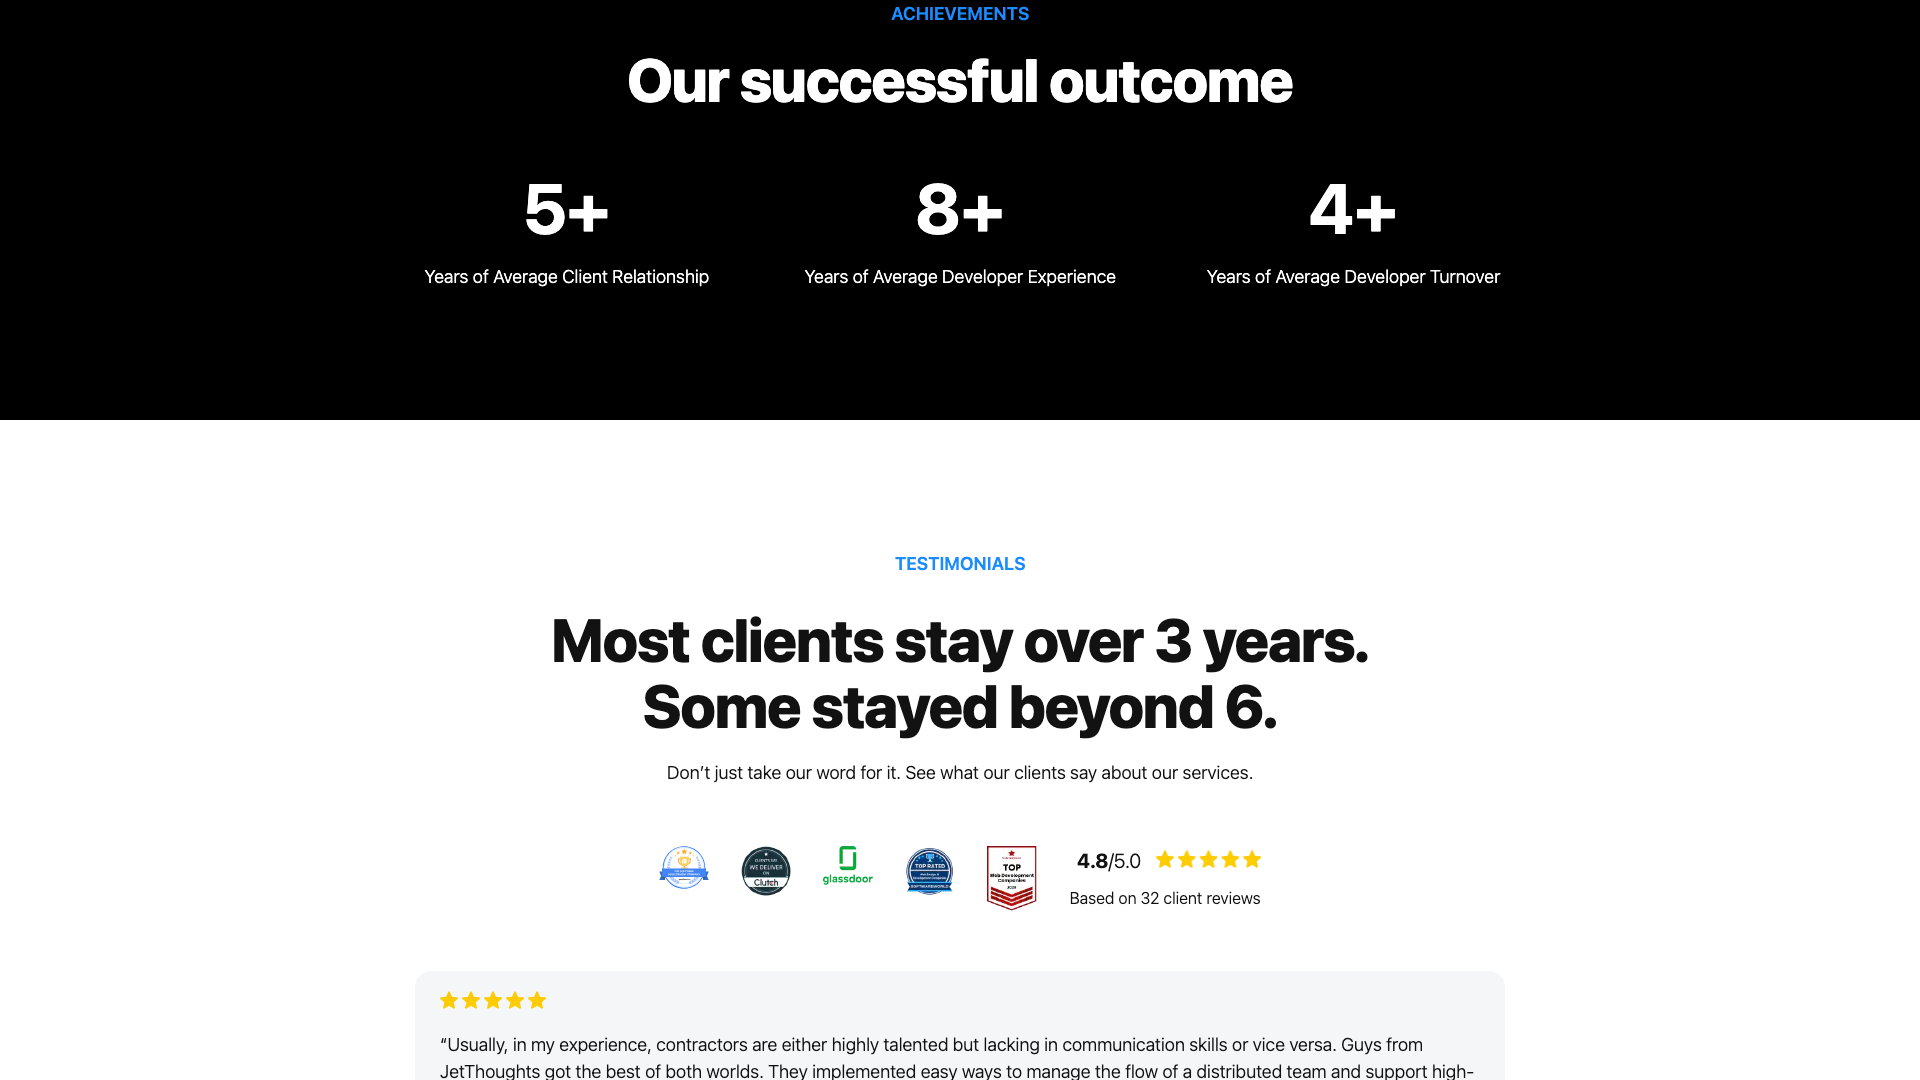 ACHIEVEMENTS
Our successful outcome
5+
8+
4+
Years of Average Client Relationship
Years of Average Developer Experience
Years of Average Developer Turnover
TESTIMONIALS
Most clients stay over 3 years.
Some stayed beyond 6.
Don’t just take our word for it. See what our clients say about our services.
WE DELIVER
ON
Clutch
glassdoor
TOP RATED
TOP
Web Development
Companies
4.8/5.0
Based on 32 client reviews
“Usually, in my experience, contractors are either highly talented but lacking in communication skills or vice versa. Guys from
JetThoughts got the best of both worlds. They implemented easy ways to manage the flow of a distributed team and support high-